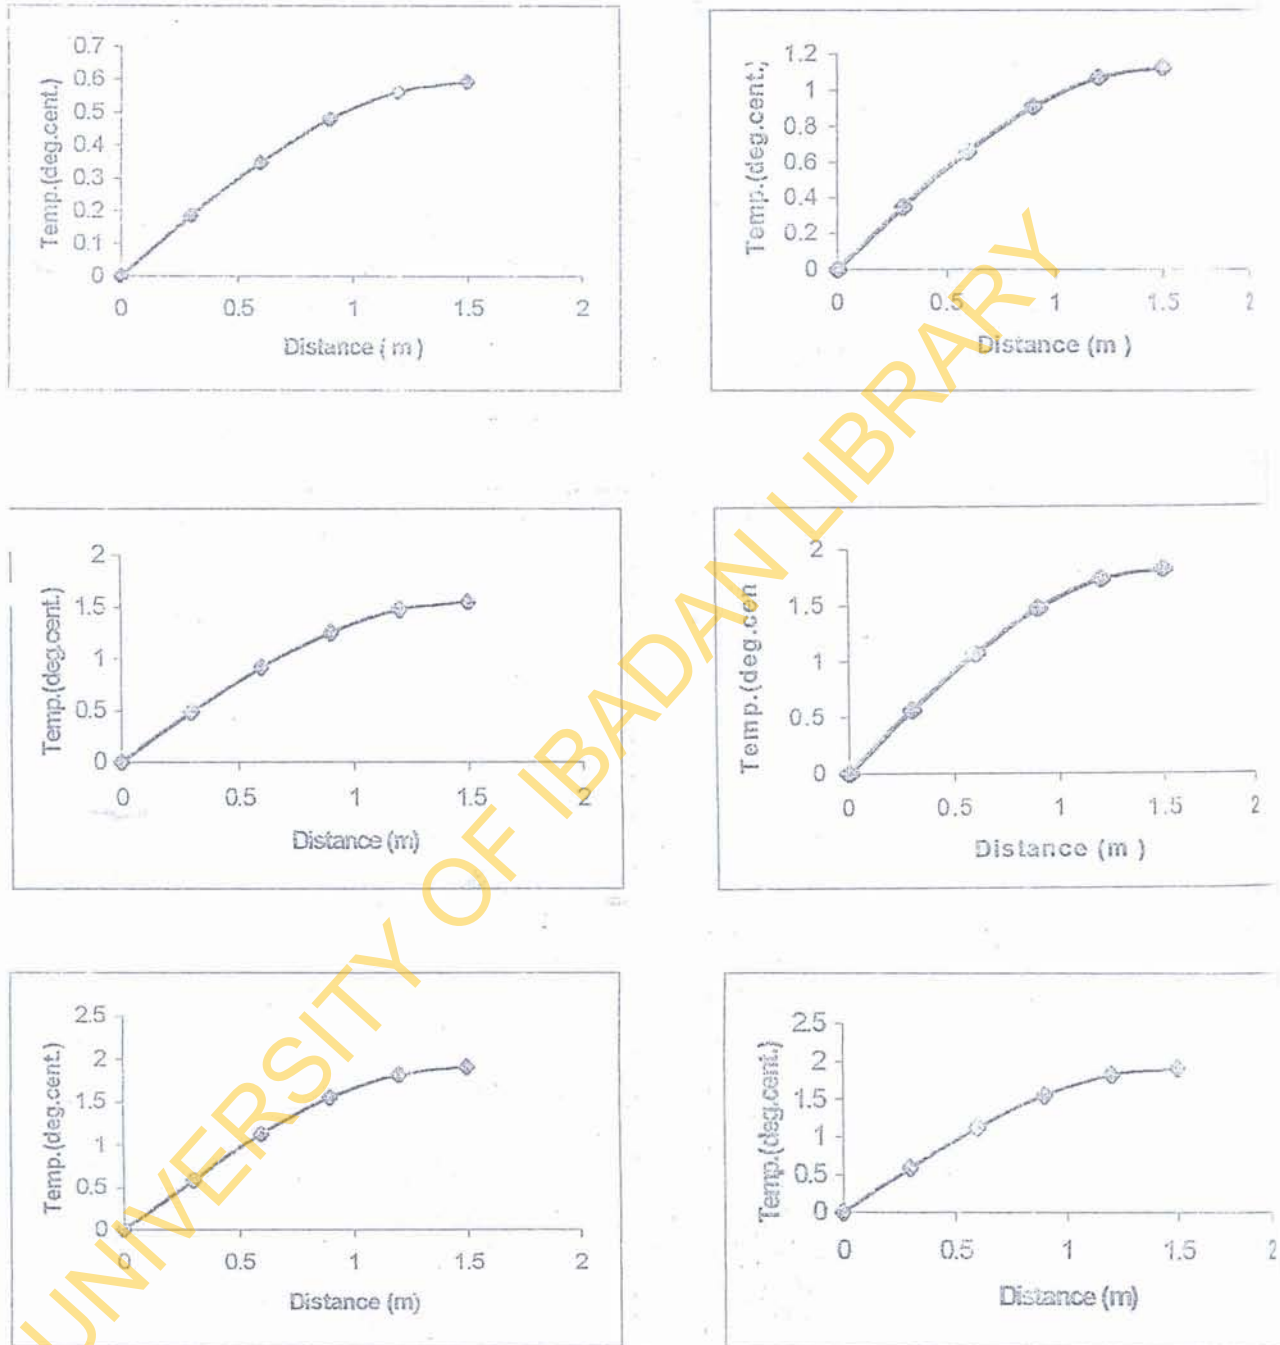 0.7
0.6
0.5
0.4
0.3
0.2
0.1
0
Temp.(deg.cent.)
0 0.5 1 1.5 2
Distance ( m )
1.2
1
0.8
0.6
0.4
0.2
0
Temp.(deg.cent.)
0 0.5 1 1.5 2
Distance (m )
2
1.5
1
0.5
0
Temp.(deg.cent.)
0 0.5 1 1.5 2
Distance (m)
2
1.5
1
0.5
0
Temp.(deg.cen
0 0.5 1 1.5 2
Distance (m )
2.5
2
1.5
1
0.5
0
Temp.(deg.cent.)
0 0.5 1 1.5 2
Distance (m)
2.5
2
1.5
1
0.5
0
Temp.(deg.cent.)
0 0.5 1 1.5 2
Distance (m)
UNIVERSITY OF IBADAN LIBRARY